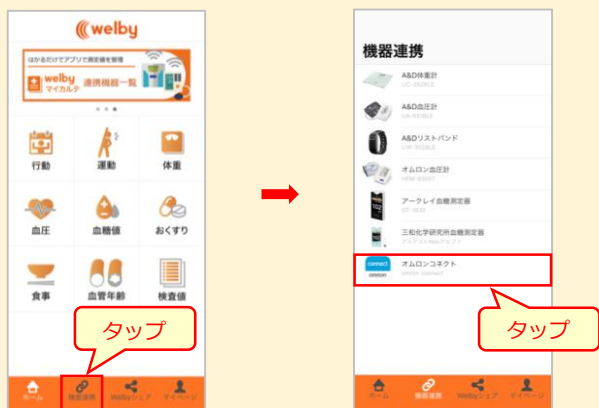 welby
はかるだけでアプリで測定値を管理
welby
マイカルテ
連携機器一覧
行動
運動
体重
血圧
血糖値
おくすり
食事
血管年齢
検査値
タップ
ホーム
機器連携
Welbyシェア
マイページ
機器連携
A&D体重計
A&D血圧計
A&Dリストバンド
オムロン血圧計
アークレイ血糖測定器
三和化学研究所血糖測定器
connect
omron
オムロンコネクト
omron connect
タップ
ホーム
機器連携
Welbyシェア
マイページ